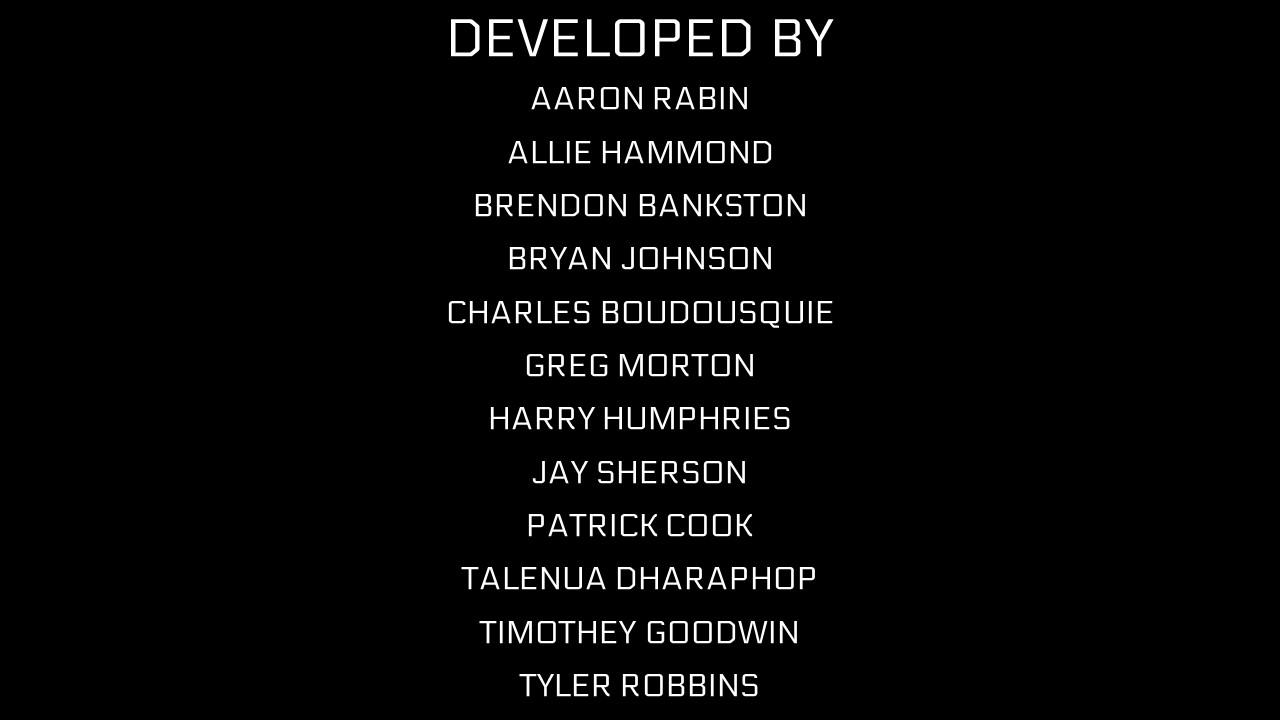 DEVELOPED BY
AARON RABIN
ALLIE HAMMOND
BRENDON BANKSTON
BRYAN JOHNSON
CHARLES BOUDOUSQUIE
GREG MORTON
HARRY HUMPHRIES
JAY SHERSON
PATRICK COOK
TALENUA DHARAPHOP
TIMOTHEY GOODWIN
TYLER ROBBINS